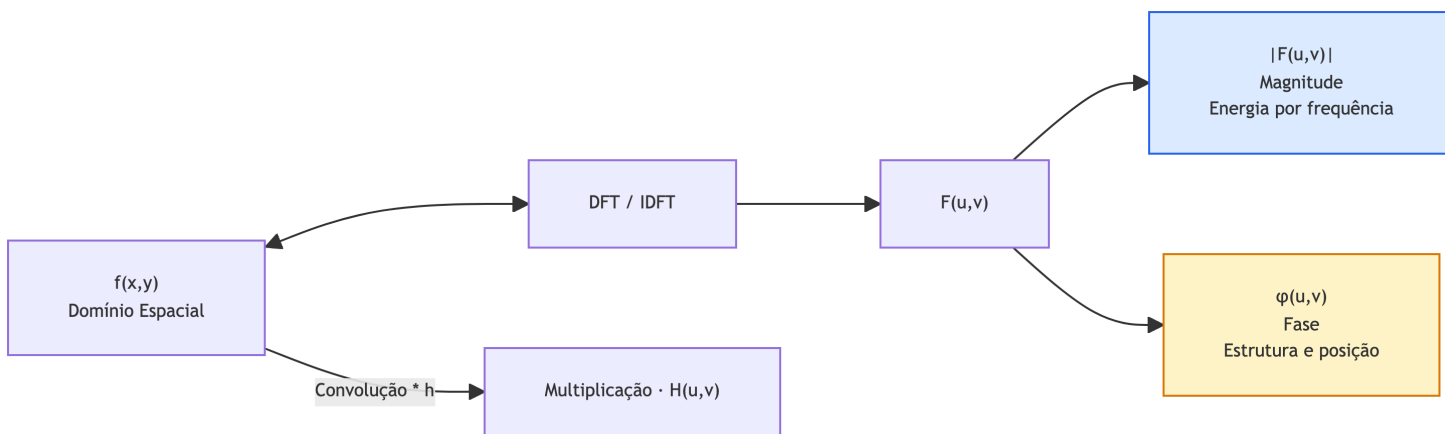 |F(u,v)|
Magnitude
Energia por frequência
DFT / IDFT
F(u,v)
f(x,y)
Domínio Espacial
φ(u,v)
Fase
Estrutura e posição
Convolução * h
Multiplicação · H(u,v)